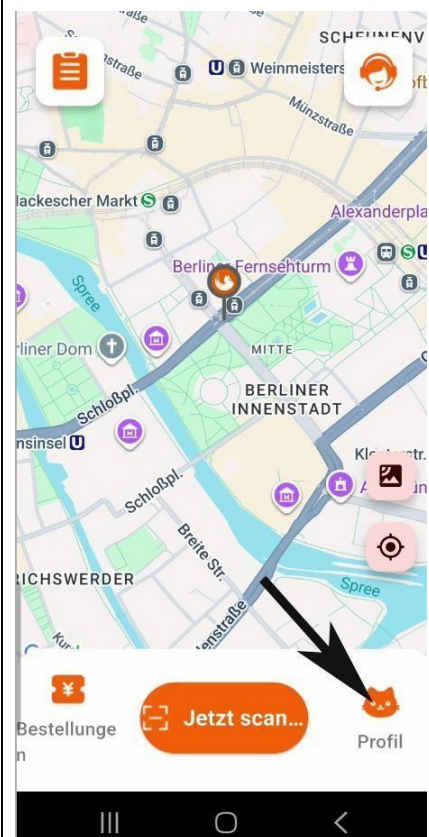 SCHEUNENV
straße
U Weinmeisters
Münzstraße
Hackescher Markt S
Alexanderpla
S U
Berliner Fernsehturm
Spree
rliner Dom
MITTE
BERLINER
INNENSTADT
Schloßpl.
nsinsel U
Schloßpl.
Breite Str.
RICHSWERDER
Spree
¥
Bestellunge
n
Jetzt scan...
Profil